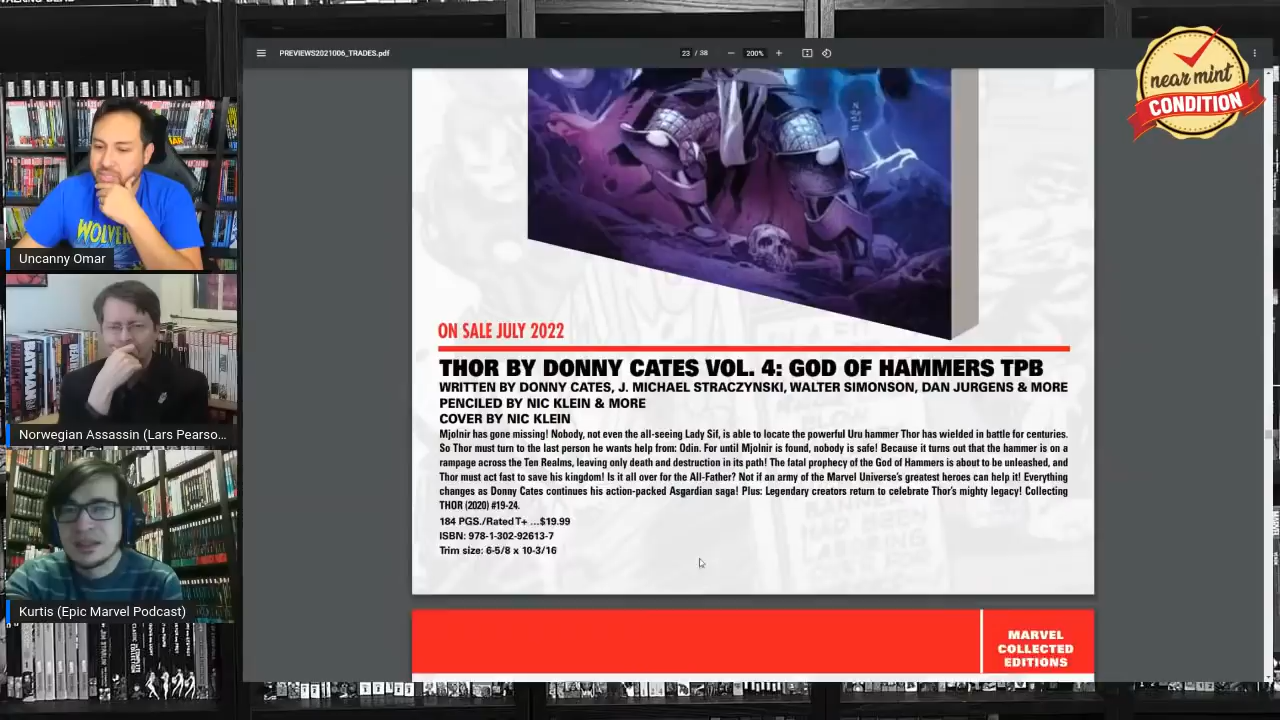 PREVIEWS2021006_TRADES.pdf
23 / 38
200%
near mint
CONDITION
WOLVER
Uncanny Omar
BATMAN
Norwegian Assassin (Lars Pearso...
Kurtis (Epic Marvel Podcast)
ON SALE JULY 2022
THOR BY DONNY CATES VOL. 4: GOD OF HAMMERS TPB
WRITTEN BY DONNY CATES, J. MICHAEL STRACZYNSKI, WALTER SIMONSON, DAN JURGENS & MORE
PENCILED BY NIC KLEIN & MORE
COVER BY NIC KLEIN
Mjolnir has gone missing! Nobody, not even the all-seeing Lady Sif, is able to locate the powerful Uru hammer Thor has wielded in battle for centuries.
So Thor must turn to the last person he wants help from: Odin. For until Mjolnir is found, nobody is safe! Because it turns out that the hammer is on a
rampage across the Ten Realms, leaving only death and destruction in its path! The fatal prophecy of the God of Hammers is about to be unleashed, and
Thor must act fast to save his kingdom! Is it all over for the All-Father? Not if an army of the Marvel Universe's greatest heroes can help it! Everything
changes as Donny Cates continues his action-packed Asgardian saga! Plus: Legendary creators return to celebrate Thor's mighty legacy! Collecting
THOR (2020) #19-24.
184 PGS./Rated T+ ...$19.99
ISBN: 978-1-302-92613-7
Trim size: 6-5/8 x 10-3/16
MARVEL
COLLECTED
EDITIONS